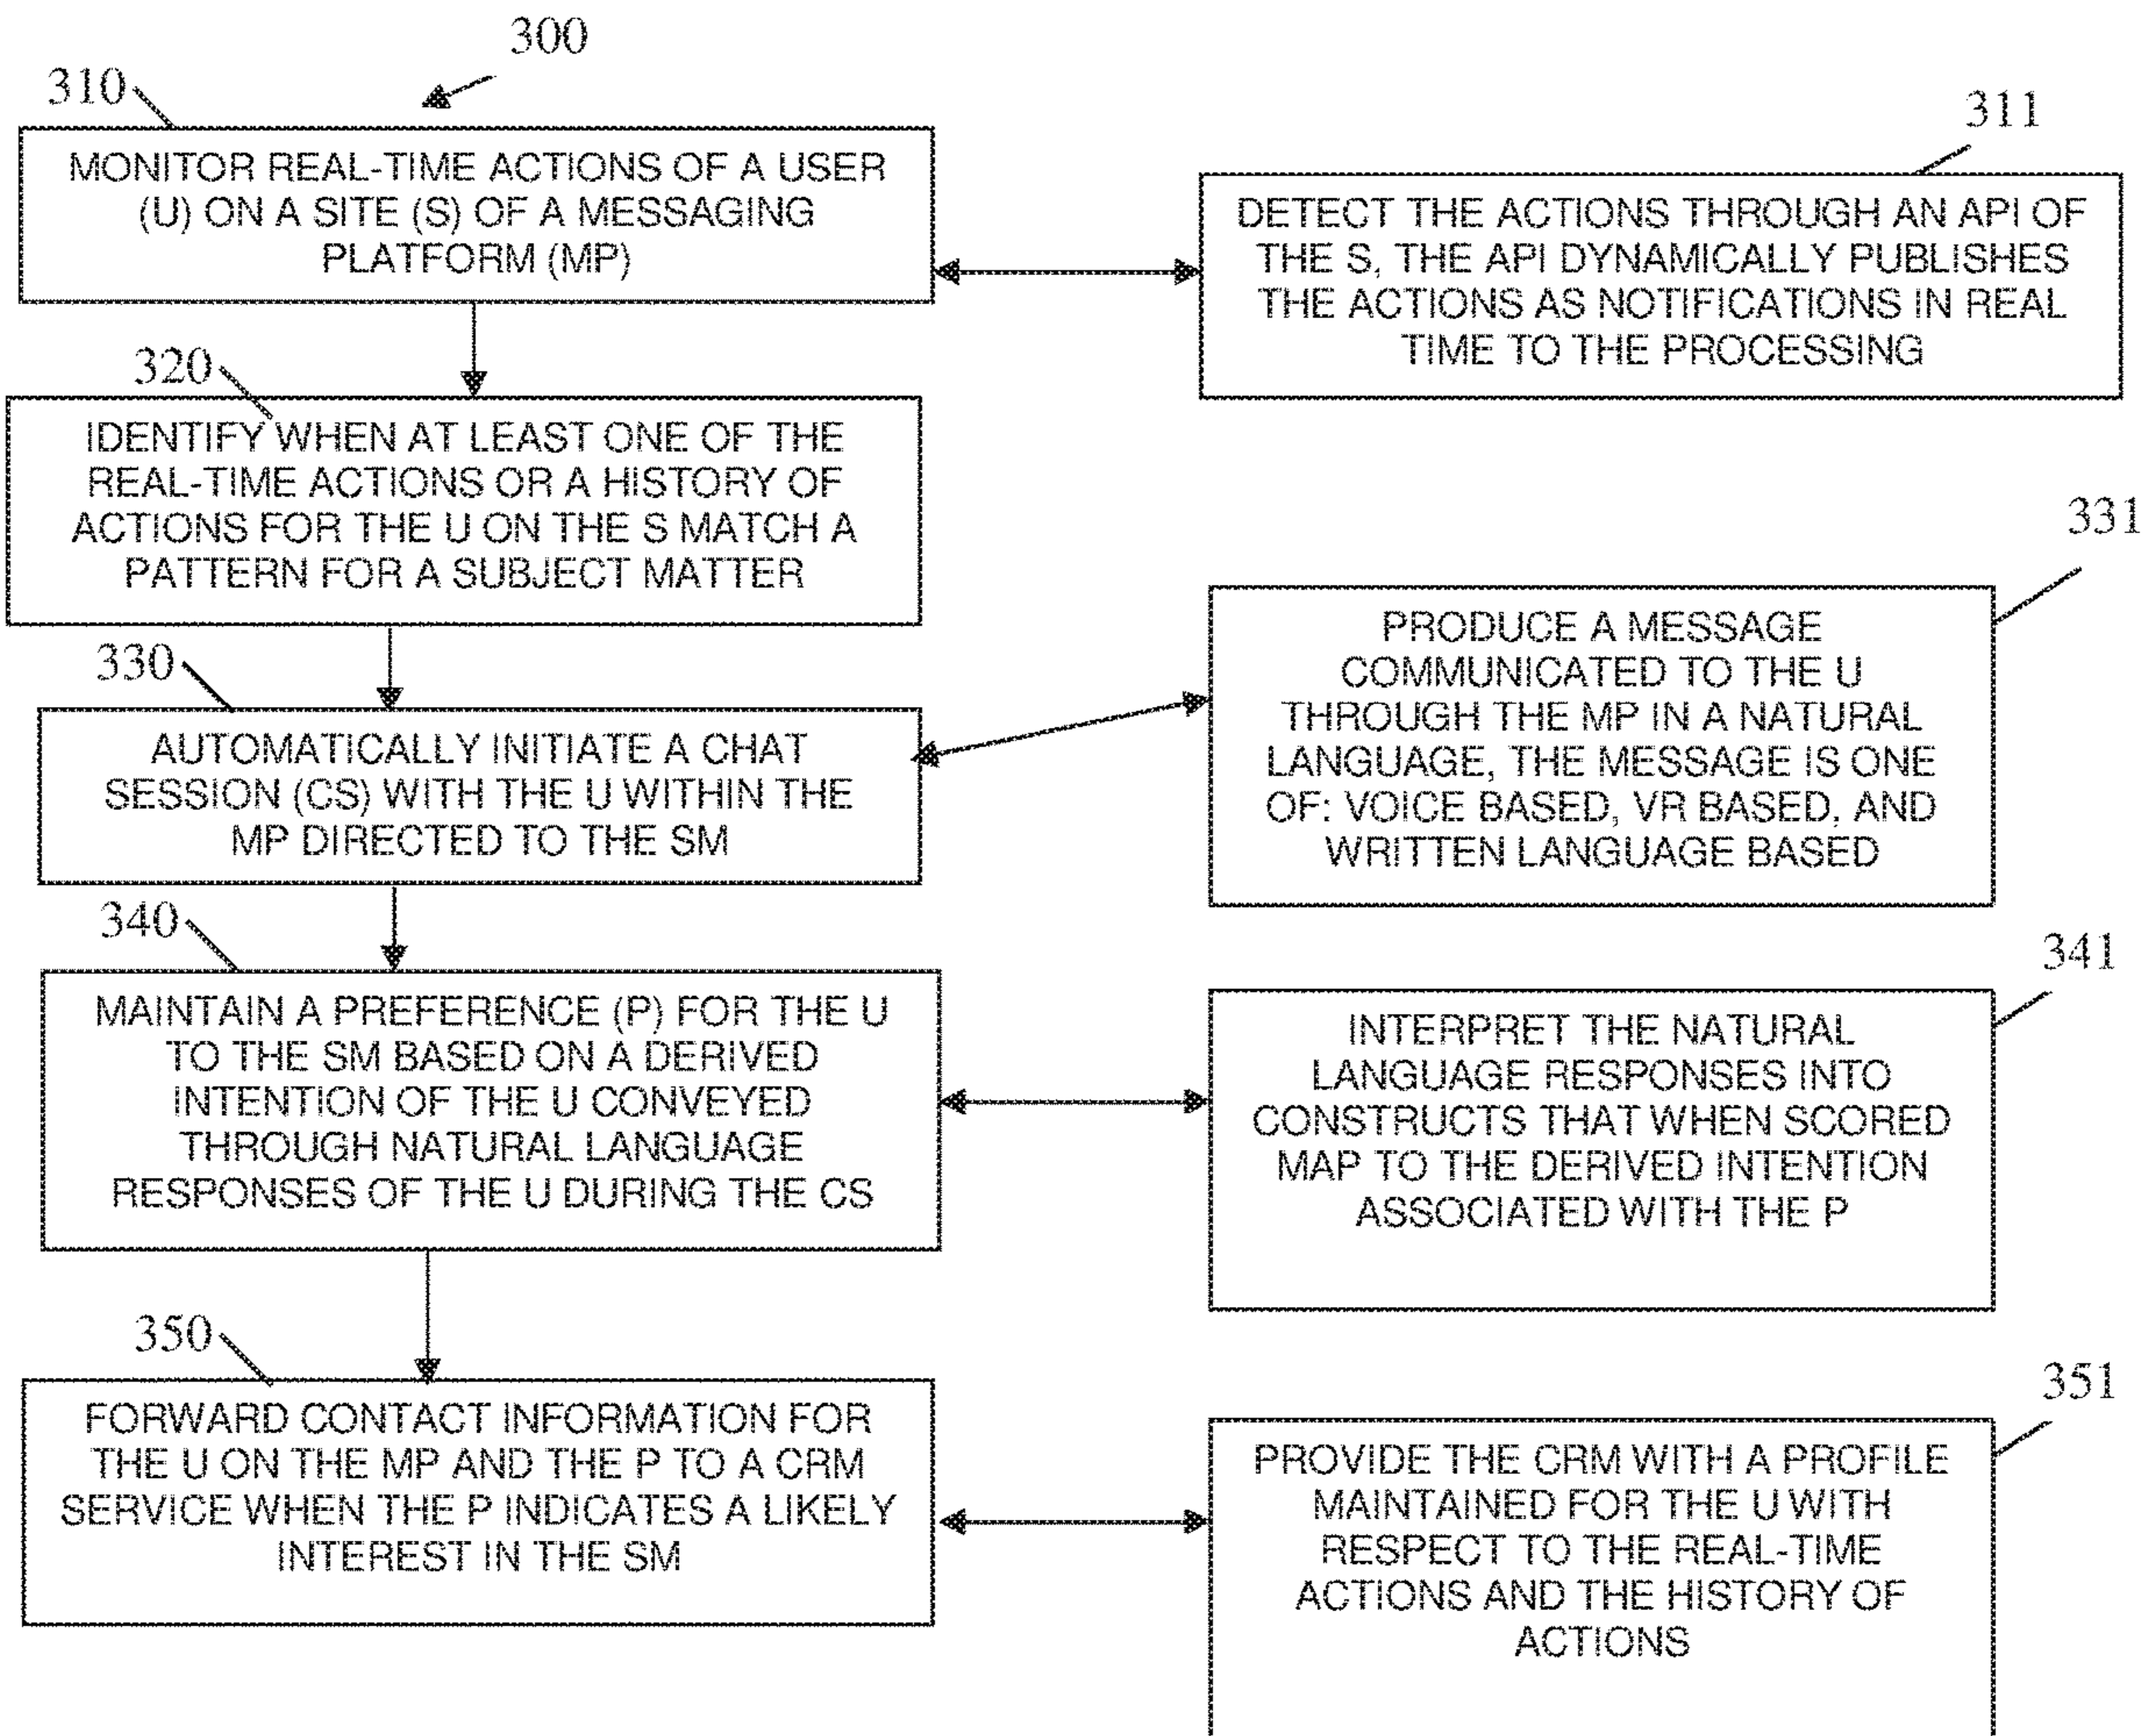 300
310
MONITOR REAL-TIME ACTIONS OF A USER
(U) ON A SITE (S) OF A MESSAGING
PLATFORM (MP)
311
DETECT THE ACTIONS THROUGH AN API OF
THE S, THE API DYNAMICALLY PUBLISHES
THE ACTIONS AS NOTIFICATIONS IN REAL
TIME TO THE PROCESSING
320
IDENTIFY WHEN AT LEAST ONE OF THE
REAL-TIME ACTIONS OR A HISTORY OF
ACTIONS FOR THE U ON THE S MATCH A
PATTERN FOR A SUBJECT MATTER
330
AUTOMATICALLY INITIATE A CHAT
SESSION (CS) WITH THE U WITHIN THE
MP DIRECTED TO THE SM
331
PRODUCE A MESSAGE
COMMUNICATED TO THE U
THROUGH THE MP IN A NATURAL
LANGUAGE, THE MESSAGE IS ONE
OF: VOICE BASED, VR BASED, AND
WRITTEN LANGUAGE BASED
340
MAINTAIN A PREFERENCE (P) FOR THE U
TO THE SM BASED ON A DERIVED
INTENTION OF THE U CONVEYED
THROUGH NATURAL LANGUAGE
RESPONSES OF THE U DURING THE CS
341
INTERPRET THE NATURAL
LANGUAGE RESPONSES INTO
CONSTRUCTS THAT WHEN SCORED
MAP TO THE DERIVED INTENTION
ASSOCIATED WITH THE P
350
FORWARD CONTACT INFORMATION FOR
THE U ON THE MP AND THE P TO A CRM
SERVICE WHEN THE P INDICATES A LIKELY
INTEREST IN THE SM
351
PROVIDE THE CRM WITH A PROFILE
MAINTAINED FOR THE U WITH
RESPECT TO THE REAL-TIME
ACTIONS AND THE HISTORY OF
ACTIONS